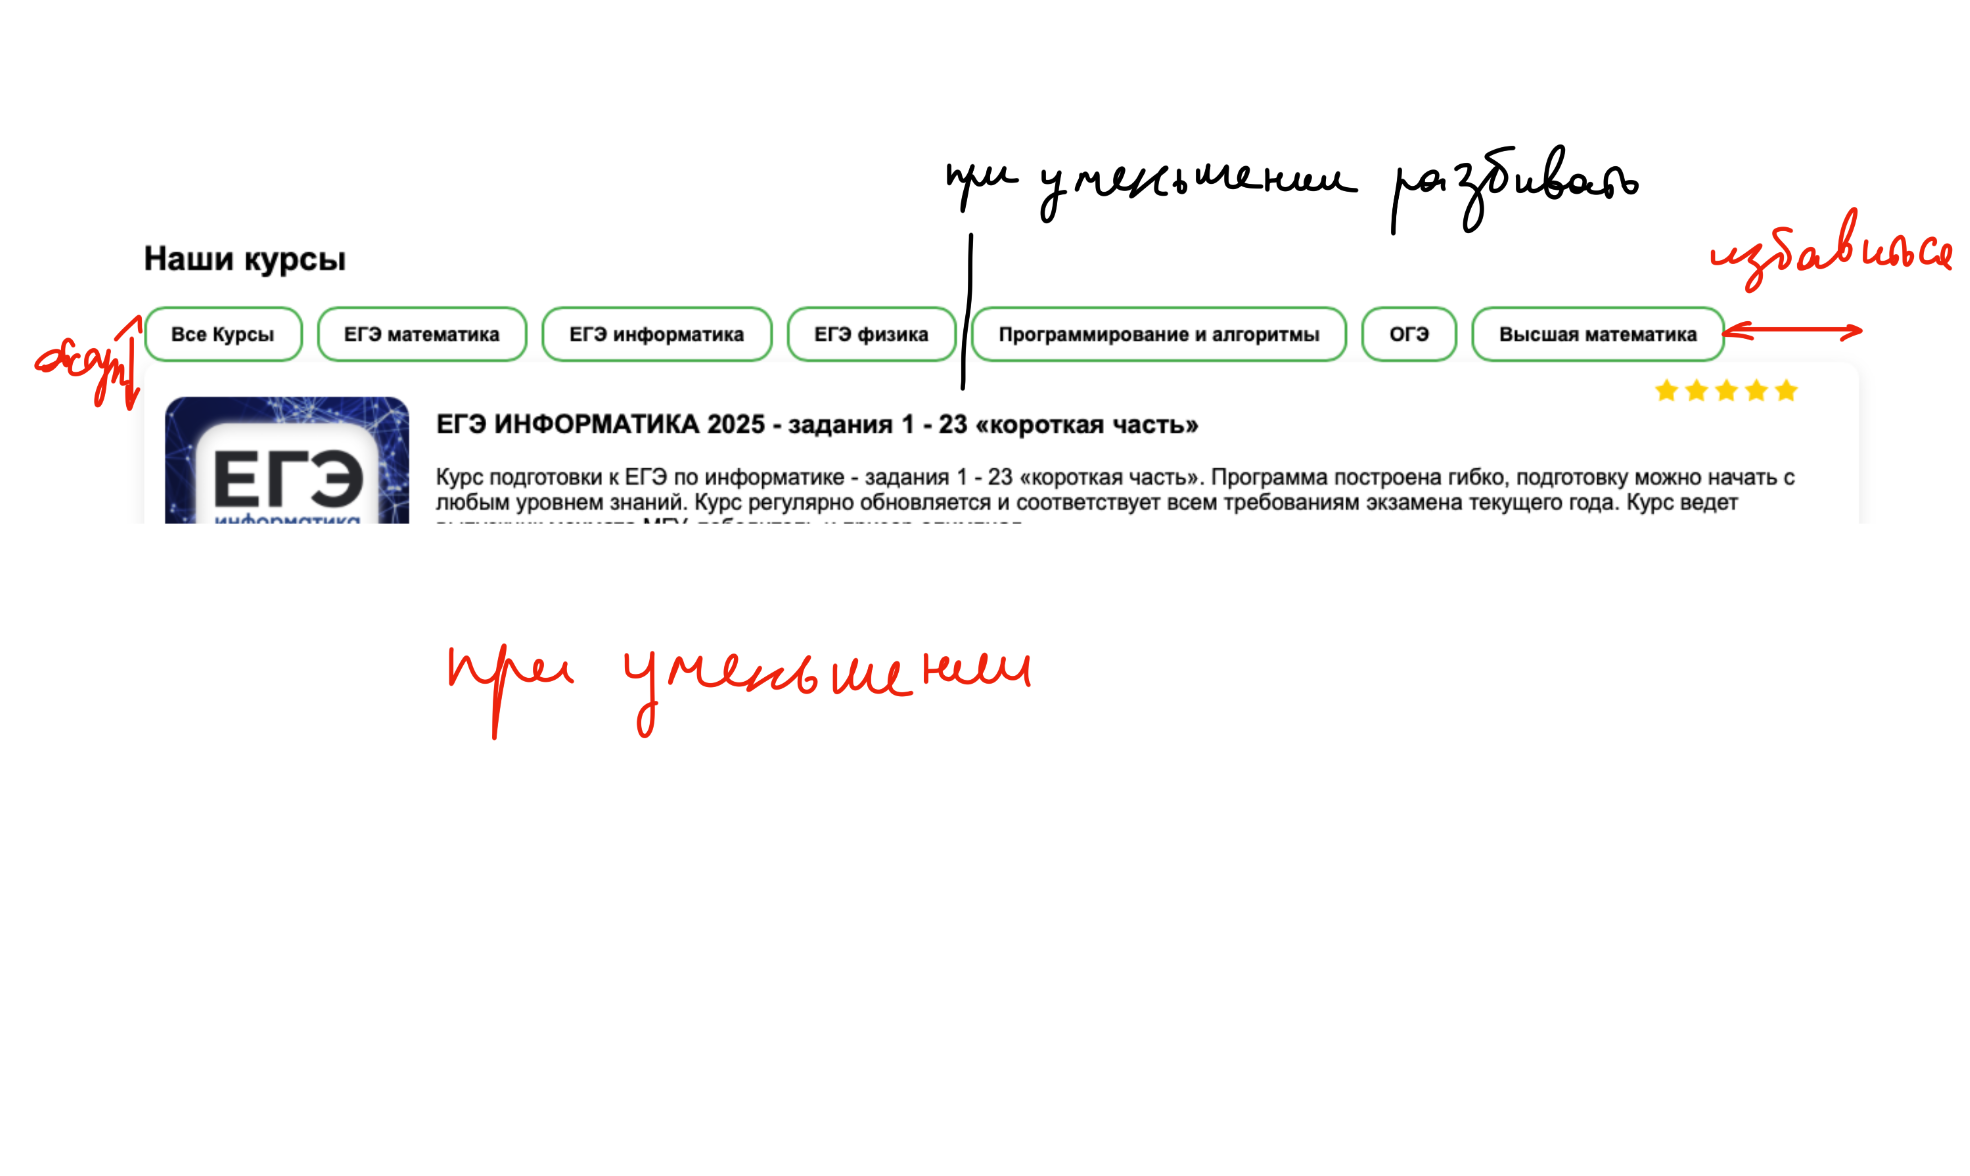 при уменьшении разбивать
избавиться
Наши курсы
Все Курсы
ЕГЭ математика
ЕГЭ информатика
ЕГЭ физика
Программирование и алгоритмы
ОГЭ
Высшая математика
ЕГЭ ИНФОРМАТИКА 2025 - задания 1 - 23 «короткая часть»
Курс подготовки к ЕГЭ по информатике - задания 1 - 23 «короткая часть». Программа построена гибко, подготовку можно начать с
любым уровнем знаний. Курс регулярно обновляется и соответствует всем требованиям экзамена текущего года. Курс ведет
ЕГЭ
информатика
при уменьшении